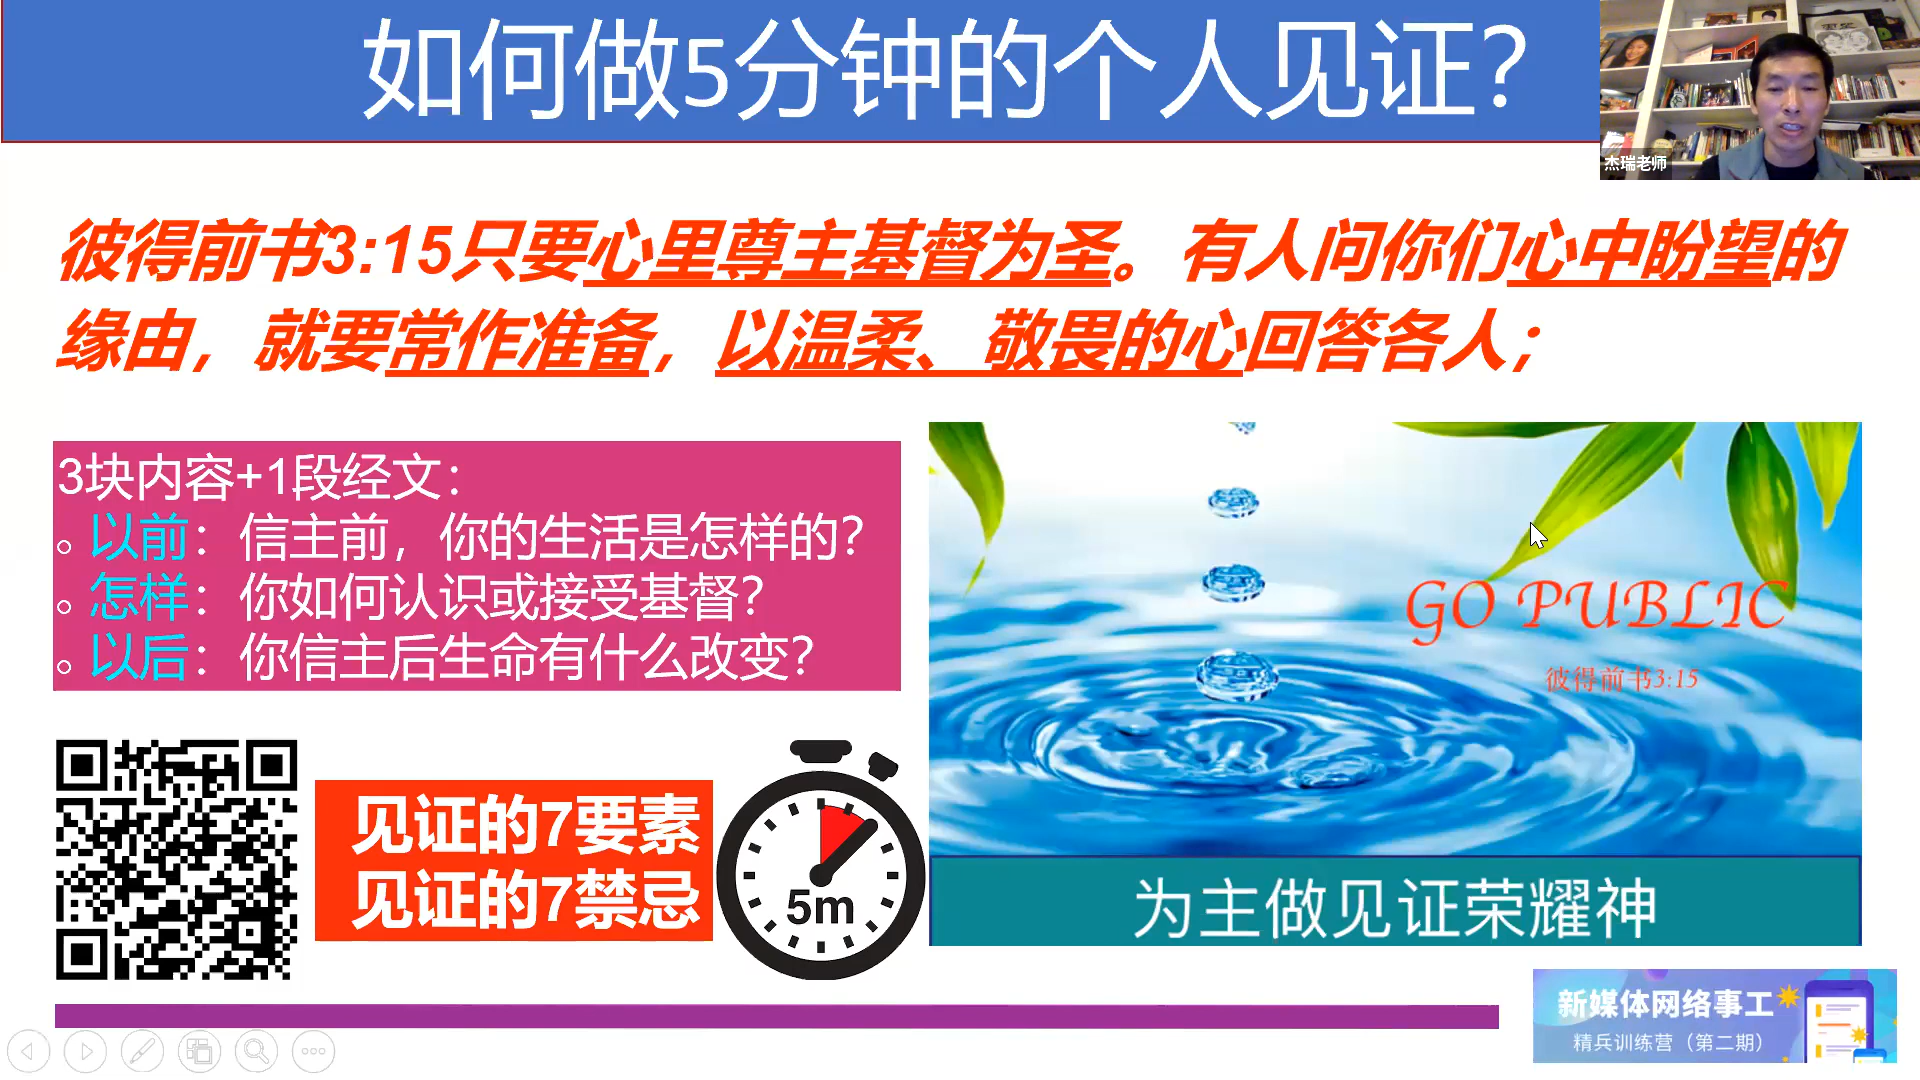 如何做5分钟的个人见证?
杰瑞老师
彼得前书3:15只要心里尊主基督为圣。有人问你们心中盼望的
缘由，就要常作准备，以温柔、敬畏的心回答各人；
3块内容+1段经文：
以前：信主前，你的生活是怎样的?
怎样：你如何认识或接受基督?
以后：你信主后生命有什么改变?
GO PUBLIC
彼得前书3:15
见证的7要素
见证的7禁忌
5m
为主做见证荣耀神
新媒体网络事工
精兵训练营（第二期）